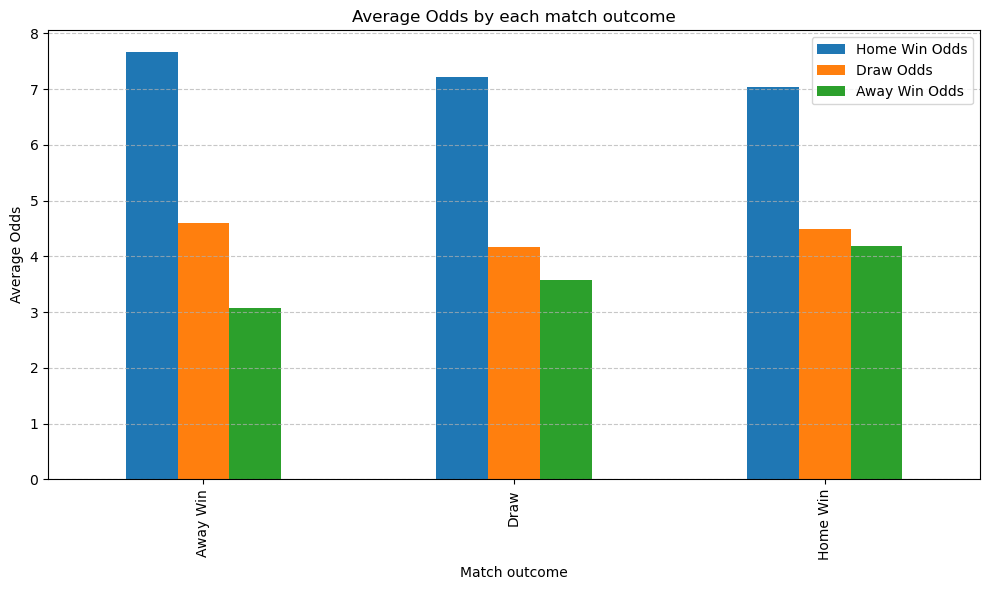 Average Odds by each match outcome
Home Win Odds
Draw Odds
Away Win Odds
Average Odds
8
7
6
5
4
3
2
1
0
Away Win
Draw
Home Win
Match outcome